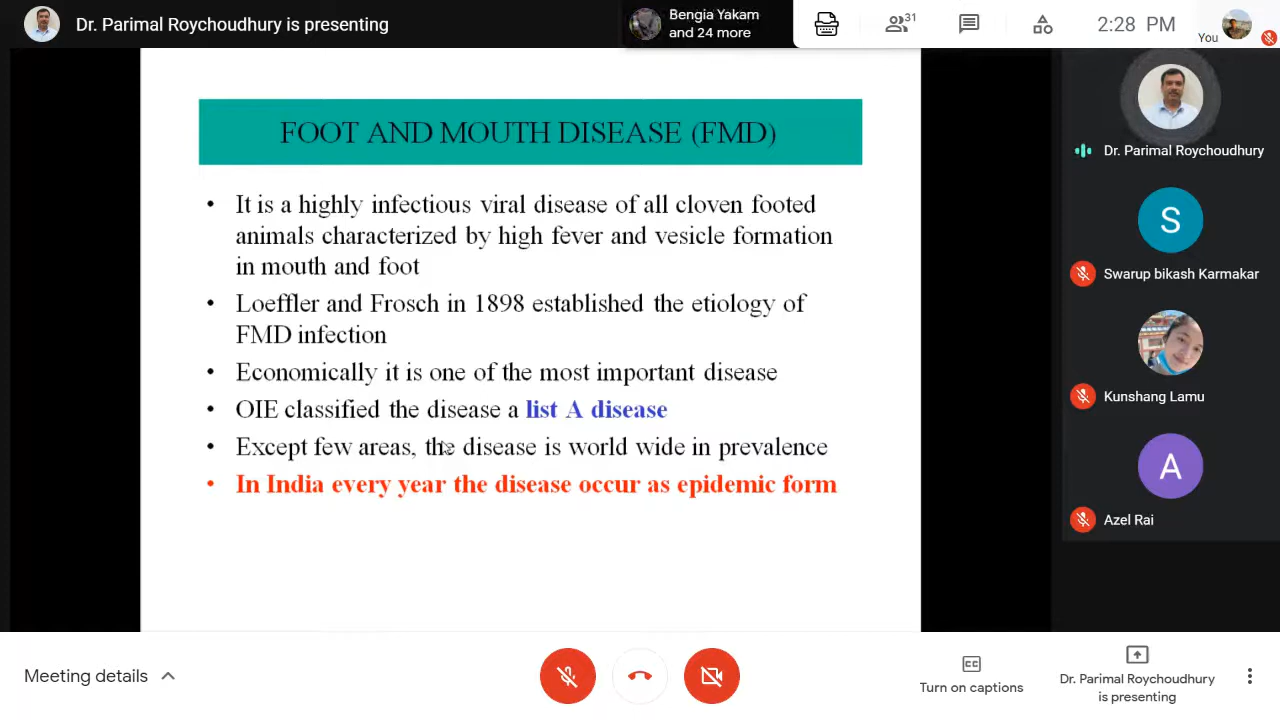 Dr. Parimal Roychoudhury is presenting
Bengia Yakam
and 24 more
31
2:28 PM
You
FOOT AND MOUTH DISEASE (FMD)
• It is a highly infectious viral disease of all cloven footed
animals characterized by high fever and vesicle formation
in mouth and foot
• Loeffler and Frosch in 1898 established the etiology of
FMD infection
• Economically it is one of the most important disease
• OIE classified the disease a list A disease
• Except few areas, the disease is world wide in prevalence
• In India every year the disease occur as epidemic form
Dr. Parimal Roychoudhury
S
Swarup bikash Karmakar
Kunshang Lamu
A
Azel Rai
Meeting details
CC
Turn on captions
Dr. Parimal Roychoudhury
is presenting